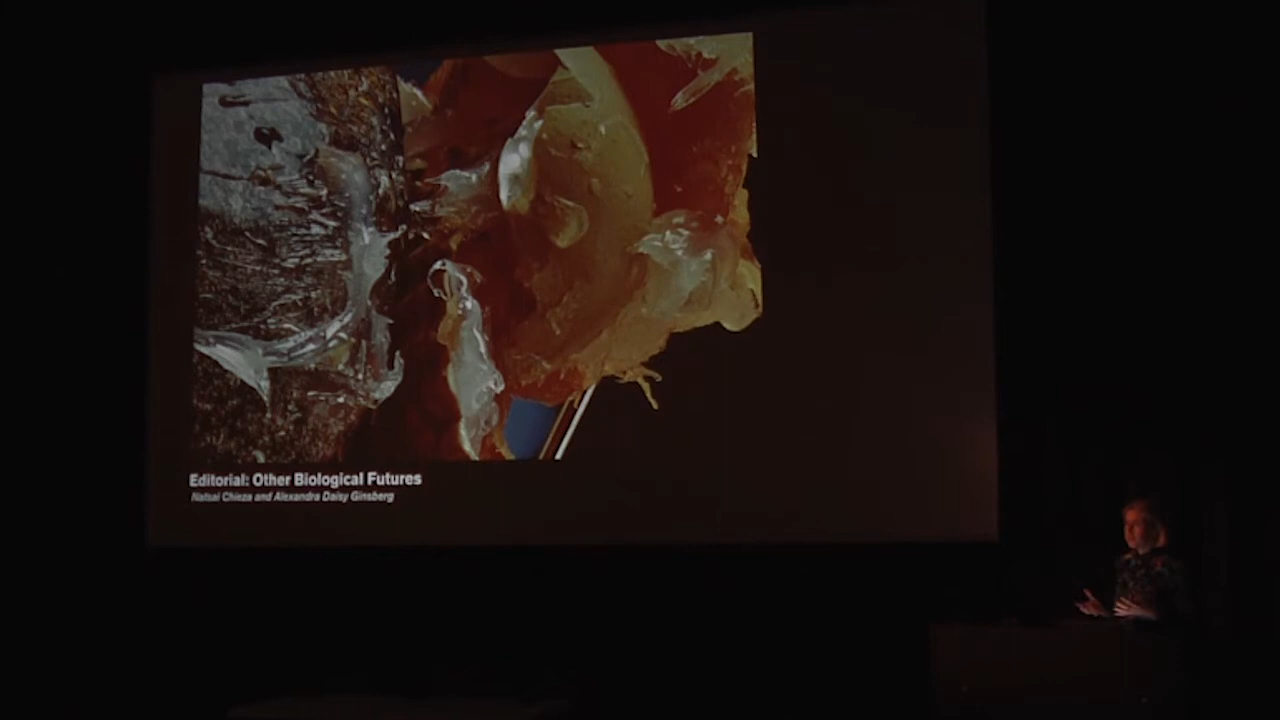 Editorial: Other Biological Futures
Natsai Chieza and Alexandra Daisy Ginsberg